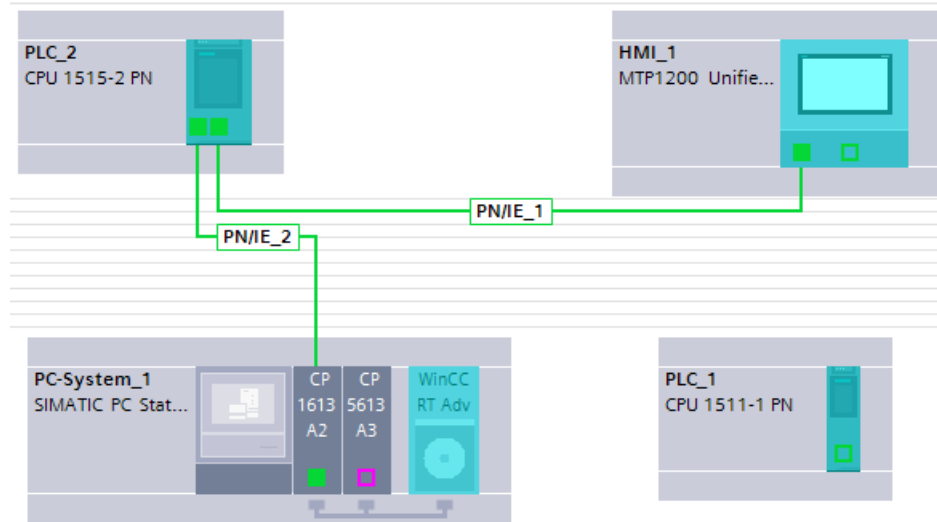 PLC_2
CPU 1515-2 PN
HMI_1
MTP1200 Unifie...
PN/IE_1
PN/IE_2
PC-System_1
SIMATIC PC Stat...
CP
1613
A2
CP
5613
A3
WinCC
RT Adv
PLC_1
CPU 1511-1 PN